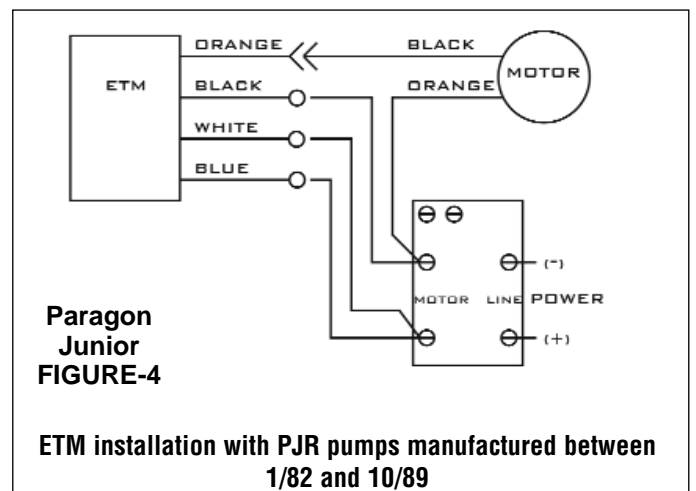 ORANGE BLACK
MOTOR
ETM BLACK ORANGE
WHITE
BLUE
(-)
MOTOR LINE POWER
(+)
Paragon
Junior
FIGURE-4
ETM installation with PJR pumps manufactured between
1/82 and 10/89